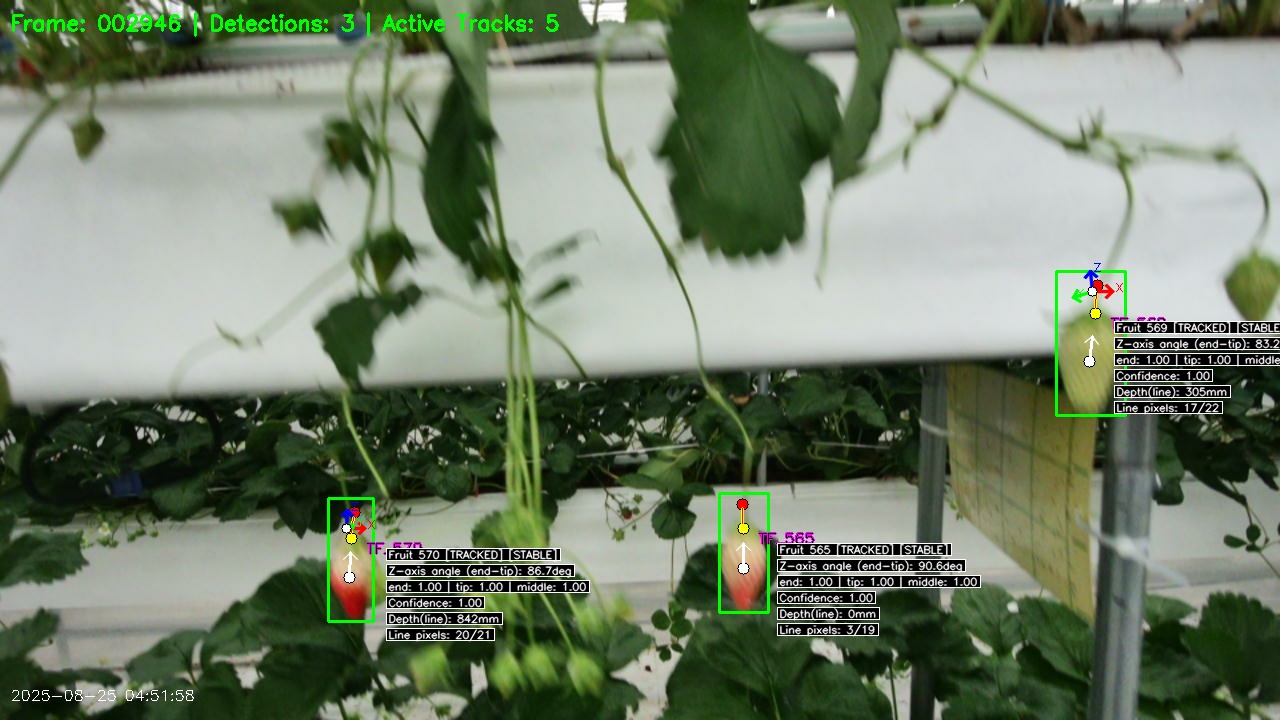 Frame: 002946 | Detections: 3 | Active Tracks: 5
Z
X
Fruit 569 [TRACKED] [STABLE
Z-axis angle (end-tip): 83.2
end: 1.00 | tip: 1.00 | middle
Confidence: 1.00
Depth(line): 305mm
Line pixels: 17/22
X
Fruit 570 [TRACKED] [STABLE]
Z-axis angle (end-tip): 86.7deg
end: 1.00 | tip: 1.00 | middle: 1.00
Confidence: 1.00
Depth(line): 842mm
Line pixels: 20/21
TF_565
Fruit 565 [TRACKED] [STABLE]
Z-axis angle (end-tip): 90.6deg
end: 1.00 | tip: 1.00 | middle: 1.00
Confidence: 1.00
Depth(line): 0mm
Line pixels: 3/19
2025-08-25 04:51:58